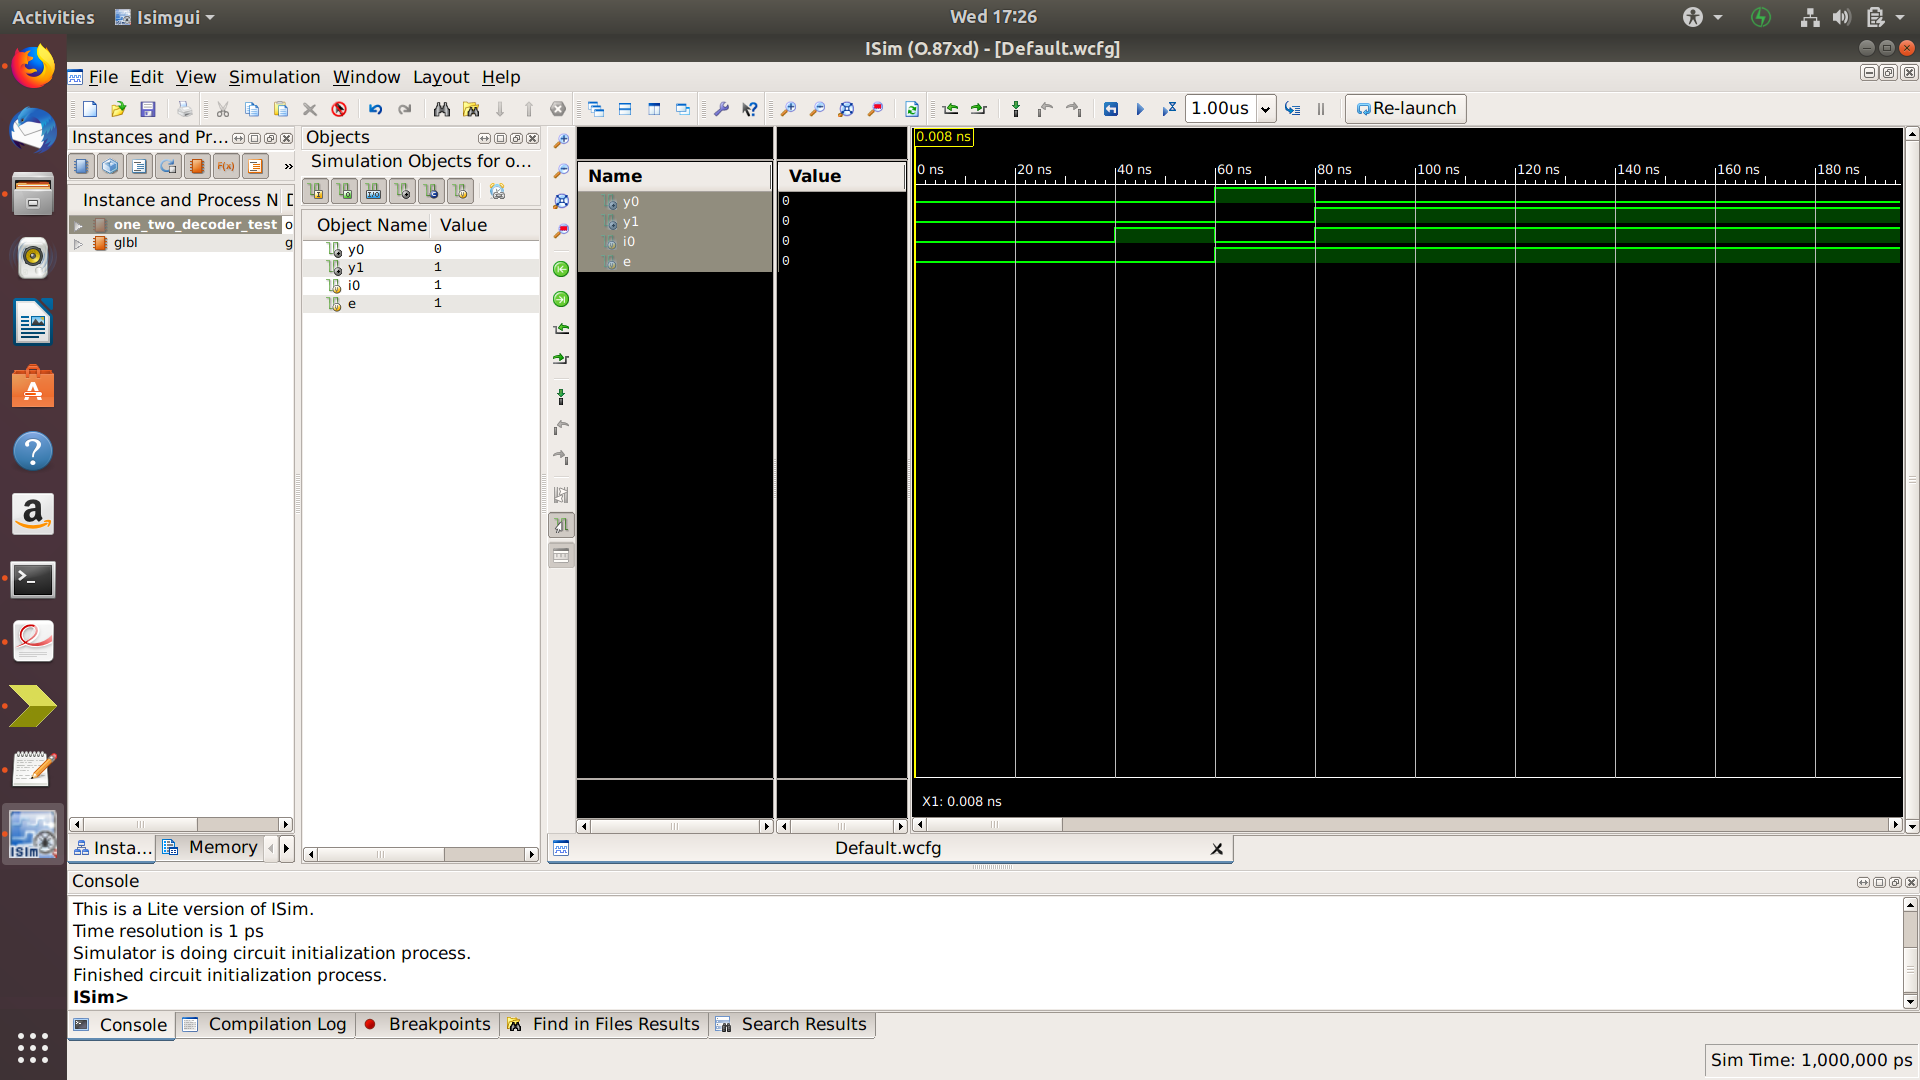 Activities
Isimgui
Wed 17:26
ISim (O.87xd) - [Default.wcfg]
File Edit View Simulation Window Layout Help
1.00us
Re-launch
Instances and Pr...
Objects
Simulation Objects for o...
F(x)
Instance and Process N D
one_two_decoder_test o
glbl g
Object Name Value
y0 0
y1 1
i0 1
e 1
Name Value
y0 0
y1 0
i0 0
e 0
0.008 ns
0 ns 20 ns 40 ns 60 ns 80 ns 100 ns 120 ns 140 ns 160 ns 180 ns
X1: 0.008 ns
Insta... Memory
Default.wcfg
ISim
Console
This is a Lite version of ISim.
Time resolution is 1 ps
Simulator is doing circuit initialization process.
Finished circuit initialization process.
ISim>
Console Compilation Log Breakpoints Find in Files Results Search Results
Sim Time: 1,000,000 ps